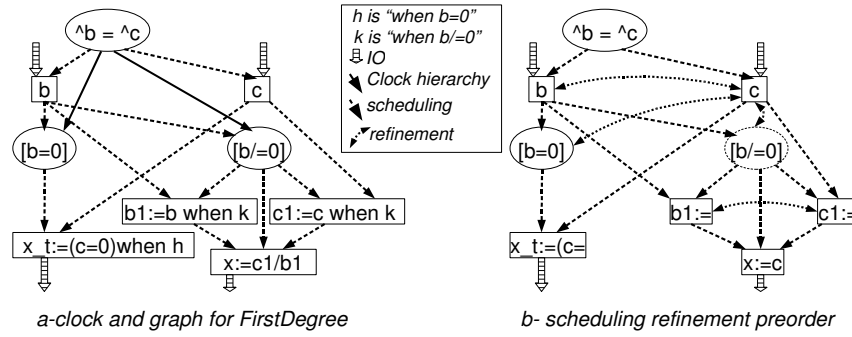 ^b = ^c
b
c
[b=0]
[b/=0]
b1:=b when k
c1:=c when k
x_t:=(c=0)when h
x:=c1/b1
a-clock and graph for FirstDegree
h is “when b=0”
k is “when b/=0”
IO
Clock hierarchy
scheduling
refinement
^b = ^c
b
c
[b=0]
[b/=0]
b1:=
c1:=
x_t:=(c=
x:=c
b- scheduling refinement preorder